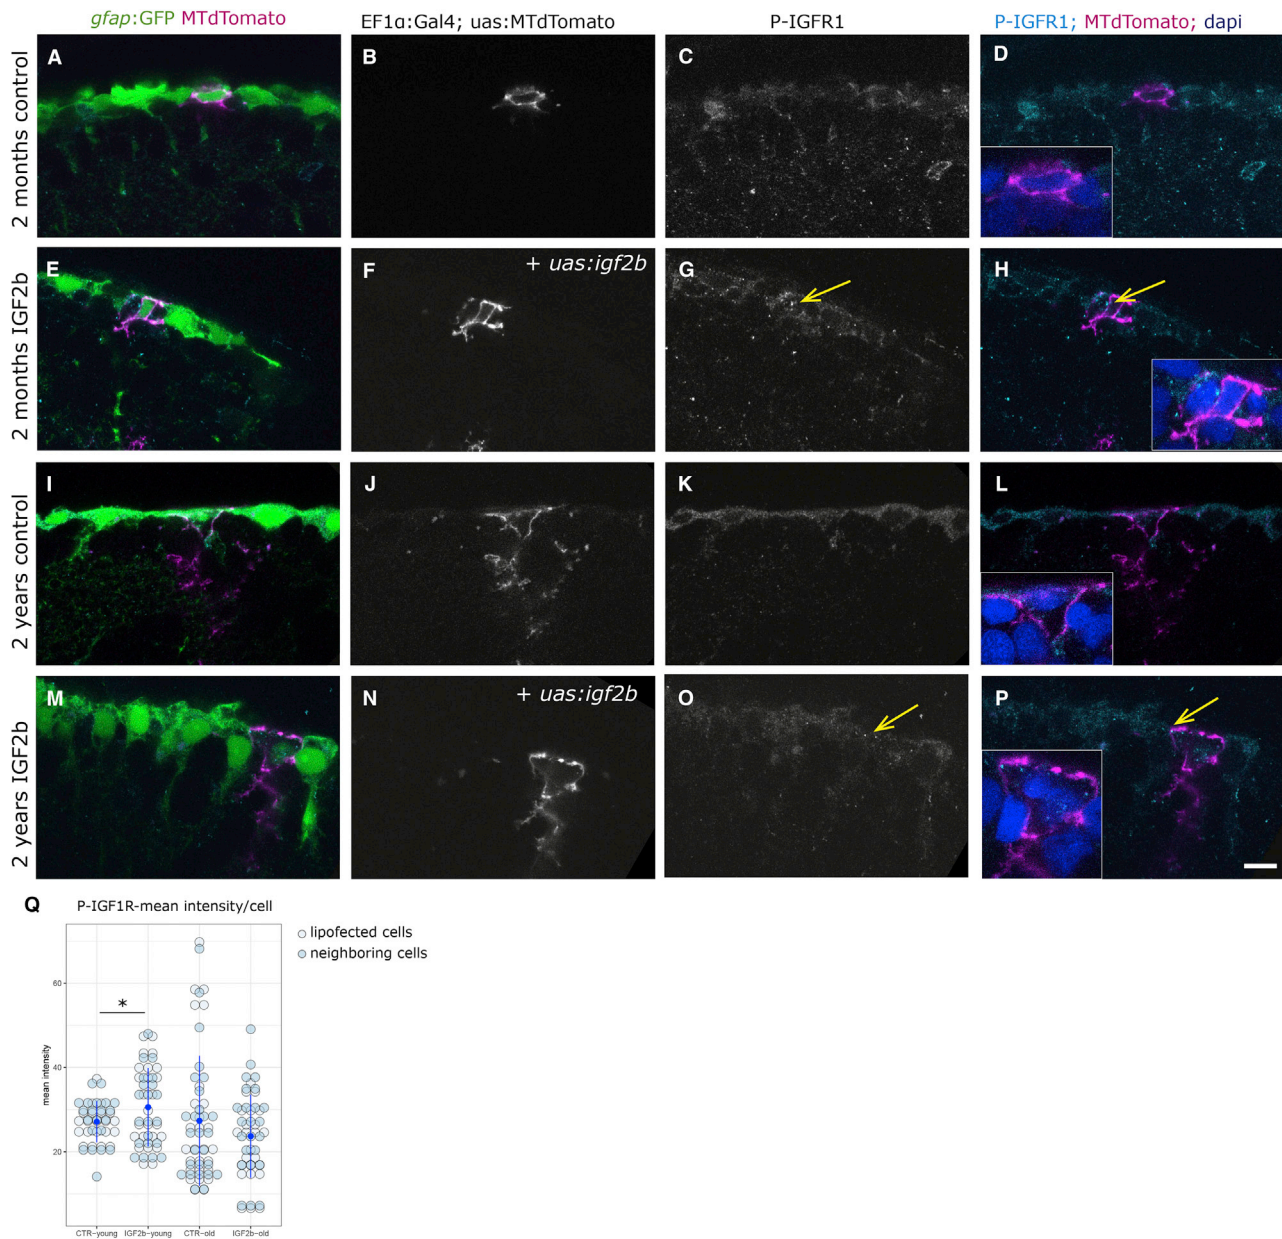 gfap:GFP MTdTomato
EF1α:Gal4; uas:MTdTomato
P-IGFR1
P-IGFR1; MTdTomato; dapi
2 months control
A
B
C
D
2 months IGF2b
E
F
+ uas:igf2b
G
H
2 years control
I
J
K
L
2 years IGF2b
M
N
+ uas:igf2b
O
P
Q
P-IGF1R-mean intensity/cell
lipofected cells
neighboring cells
*
60
40
20
mean intensity
CTR−young
IGF2b−young
CTR−old
IGF2b−old